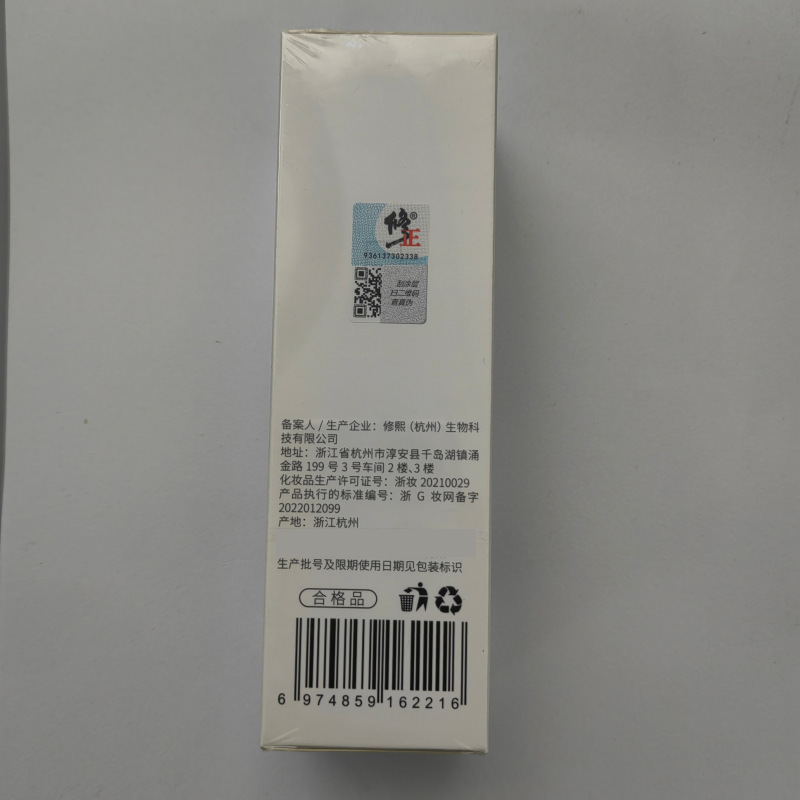 修®
正
936137302338
刮涂层
扫二维码
查真伪
备案人/生产企业：修熙（杭州）生物科
技有限公司
地址：浙江省杭州市淳安县千岛湖镇涌
金路 199 号 3 号车间 2 楼、3 楼
化妆品生产许可证号：浙妆 20210029
产品执行的标准编号：浙 G 妆网备字
2022012099
产地：浙江杭州
生产批号及限期使用日期见包装标识
合格品
6 974859 162216